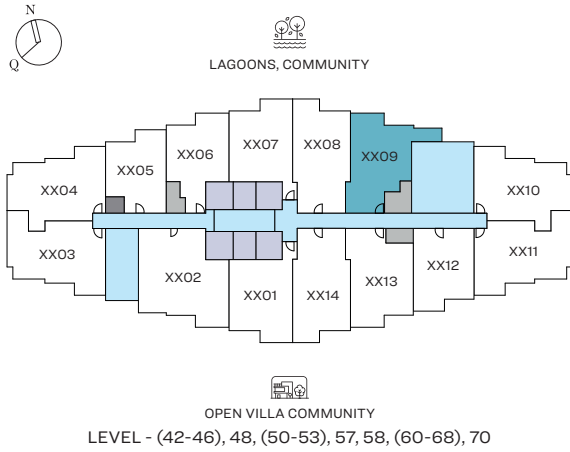 N
Q
LAGOONS, COMMUNITY
XX07
XX08
XX06
XX09
XX05
XX04
XX10
XX03
XX11
XX02
XX12
XX13
XX01
XX14
OPEN VILLA COMMUNITY
LEVEL - (42-46), 48, (50-53), 57, 58, (60-68), 70